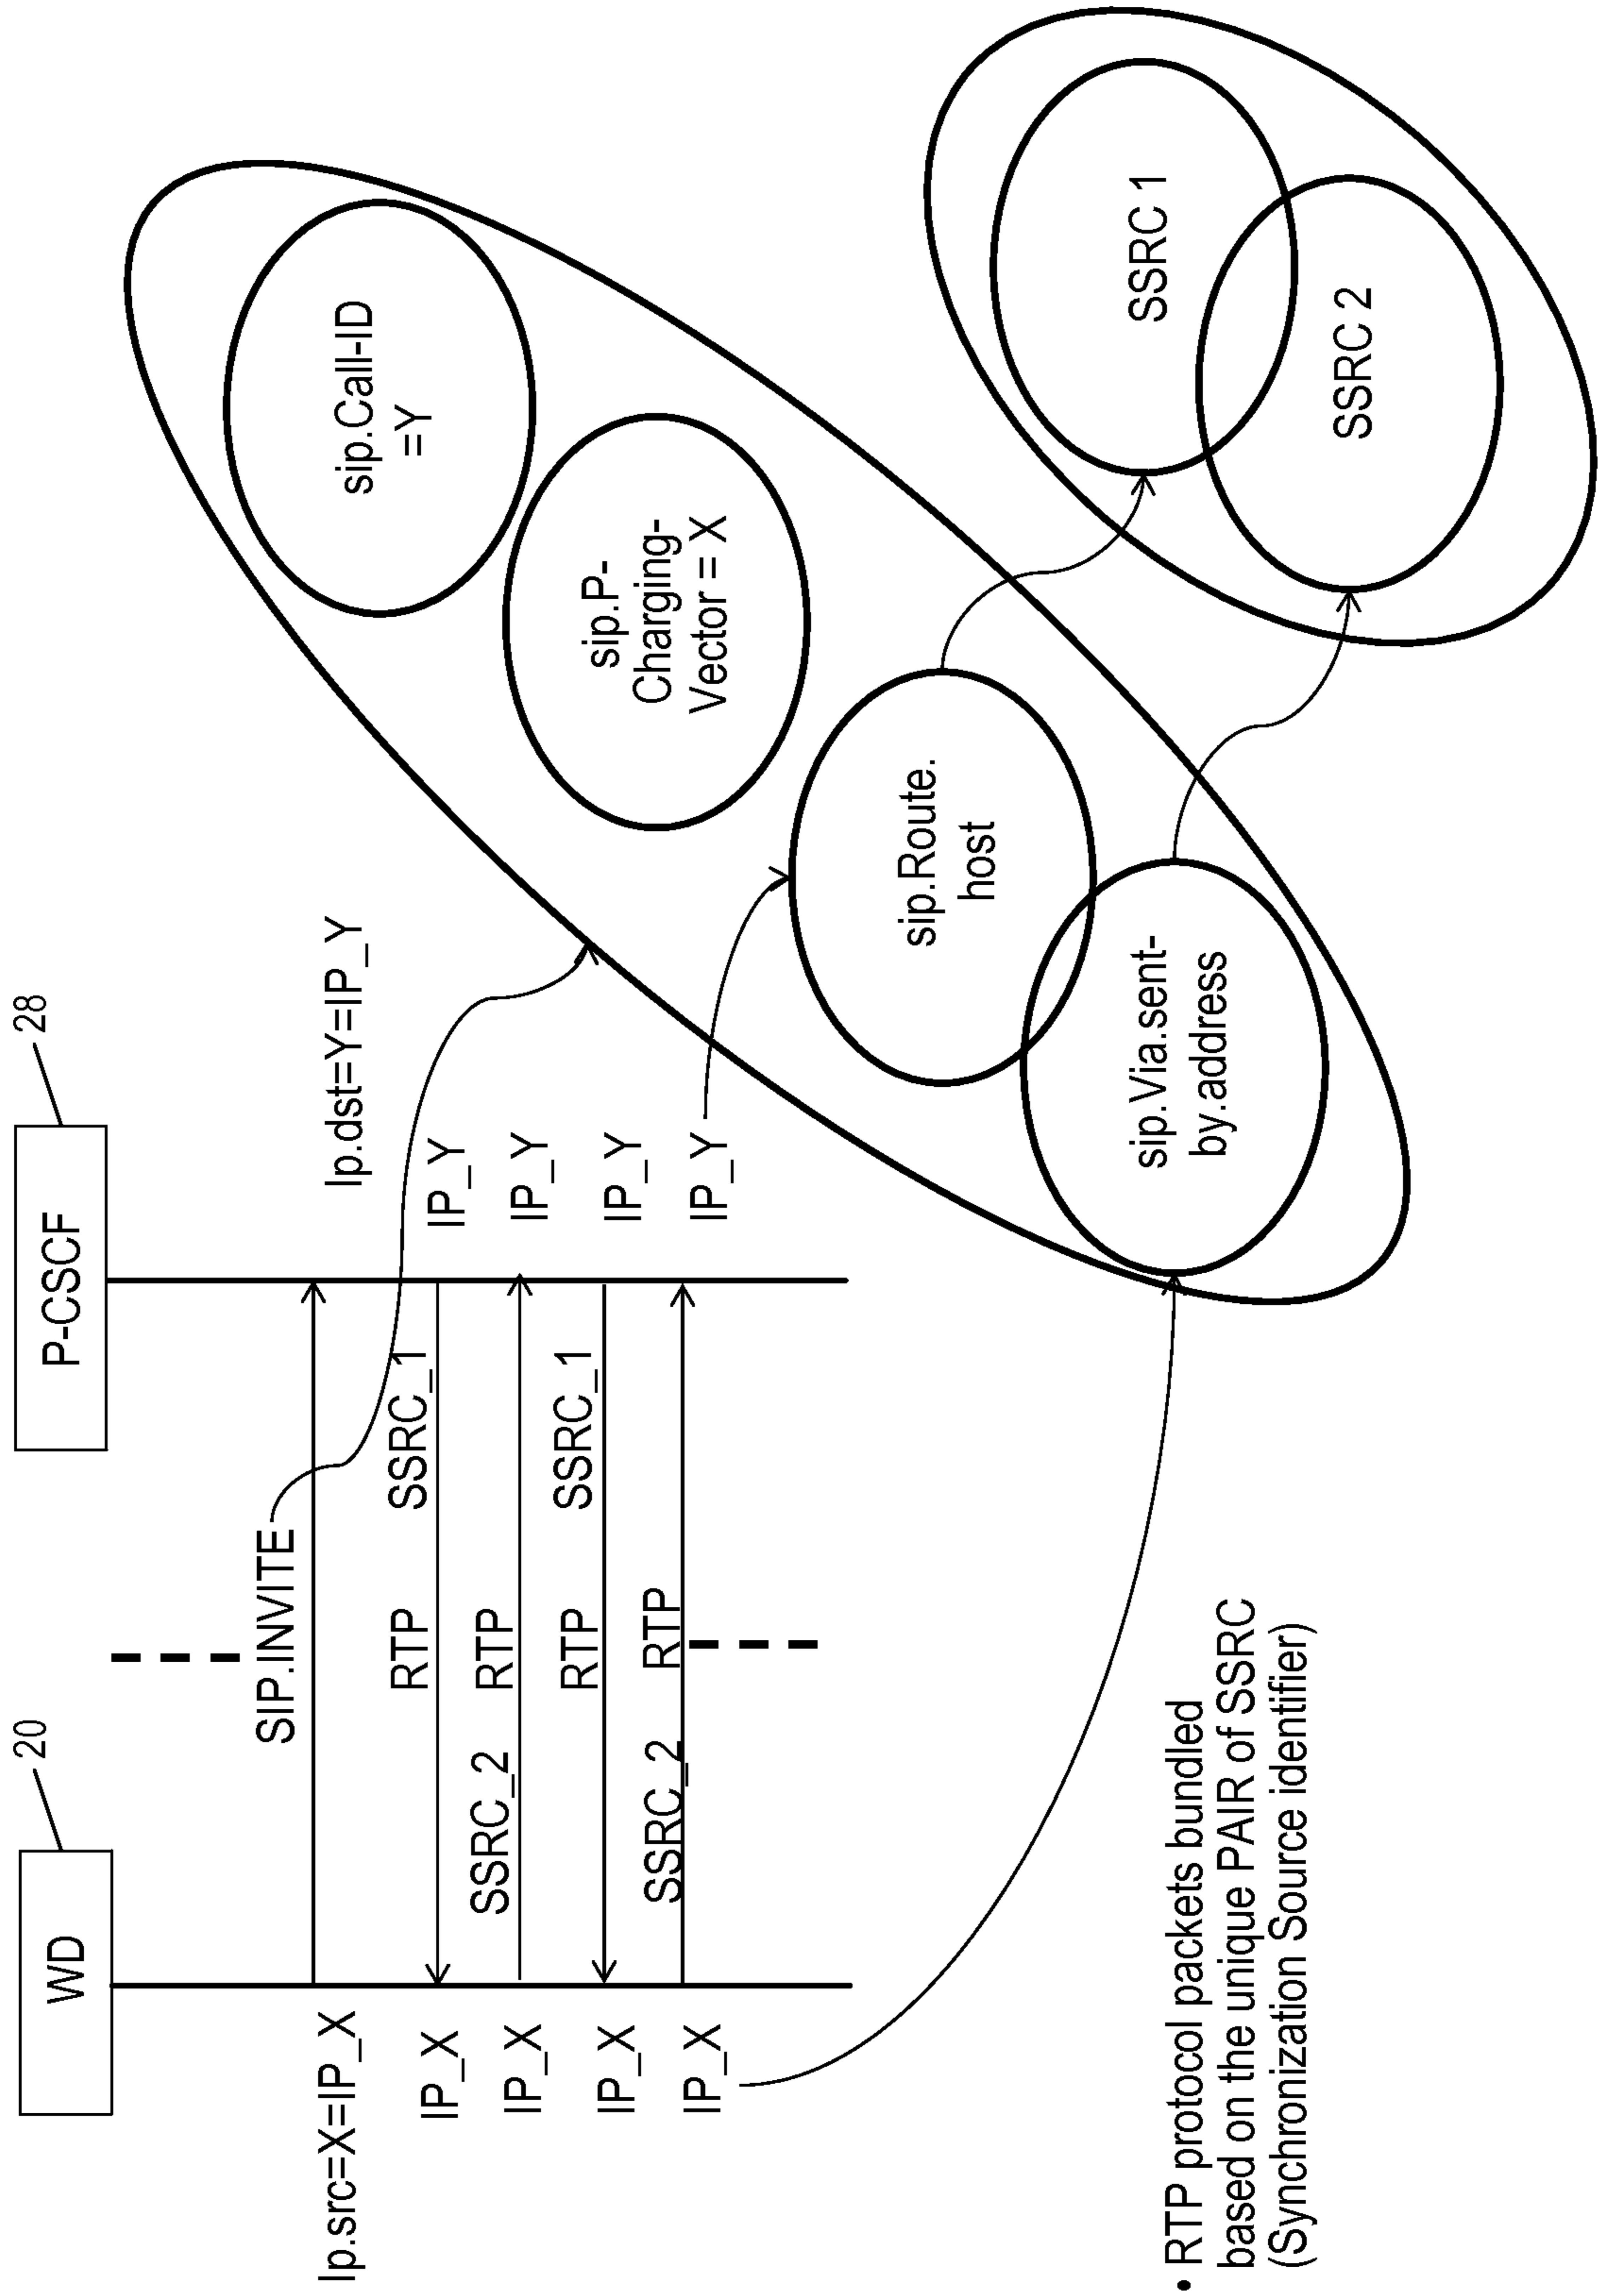 WD
20
P-CSCF
28
SIP.INVITE
Ip.src=X=IP_X
Ip.dst=Y=IP_Y
IP_X
RTP
SSRC_1
IP_Y
IP_X
SSRC_2
RTP
IP_Y
IP_X
RTP
SSRC_1
IP_Y
IP_X
SSRC_2
RTP
IP_Y
sip.Call-ID
=Y
sip.P-
Charging-
Vector = X
sip.Route.
host
sip.Via.sent-
by.address
SSRC 1
SSRC 2
• RTP protocol packets bundled
based on the unique PAIR of SSRC
(Synchronization Source identifier)